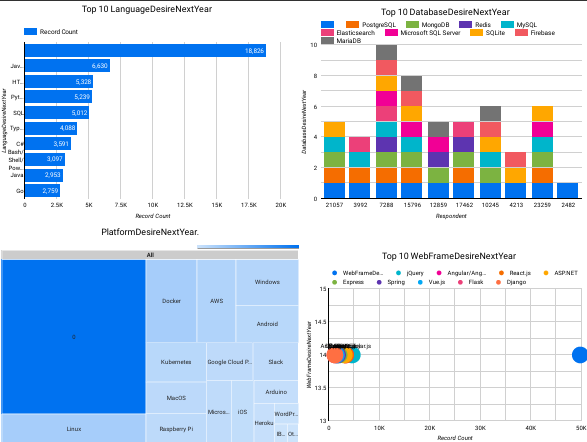 Top 10 LanguageDesireNextYear
Record Count
LanguageDesireNextYear
18,826
Jav.. 6,630
HT.. 5,328
Pyt.. 5,239
SQL 5,012
Typ.. 4,088
C# 3,591
Bash/
Shell/ 3,097
Pow..
Java 2,953
Go 2,759
0 2.5K 5K 7.5K 10K 12.5K 15K 17.5K 20K
Record Count
Top 10 DatabaseDesireNextYear
PostgreSQL MongoDB Redis MySQL
Elasticsearch Microsoft SQL Server SQLite Firebase
MariaDB
DatabaseDesireNextYear
10
8
6
4
2
0
21057 3992 7288 15796 12859 17462 10245 4213 23259 2482
Respondent
PlatformDesireNextYear.
All
Docker
AWS
Windows
Android
Kubernetes
Google Cloud P...
Slack
MacOS
Micros...
iOS
Arduino
Heroku
WordPr..
Linux
Raspberry Pi
IB..
Ot..
Top 10 WebFrameDesireNextYear
WebFrameDe... jQuery Angular/Ang... React.js ASP.NET
Express Spring Vue.js Flask Django
WebFrameDesireNextYear
15
14.5
14
13.5
13
0 10K 20K 30K 40K 50K
Record Count